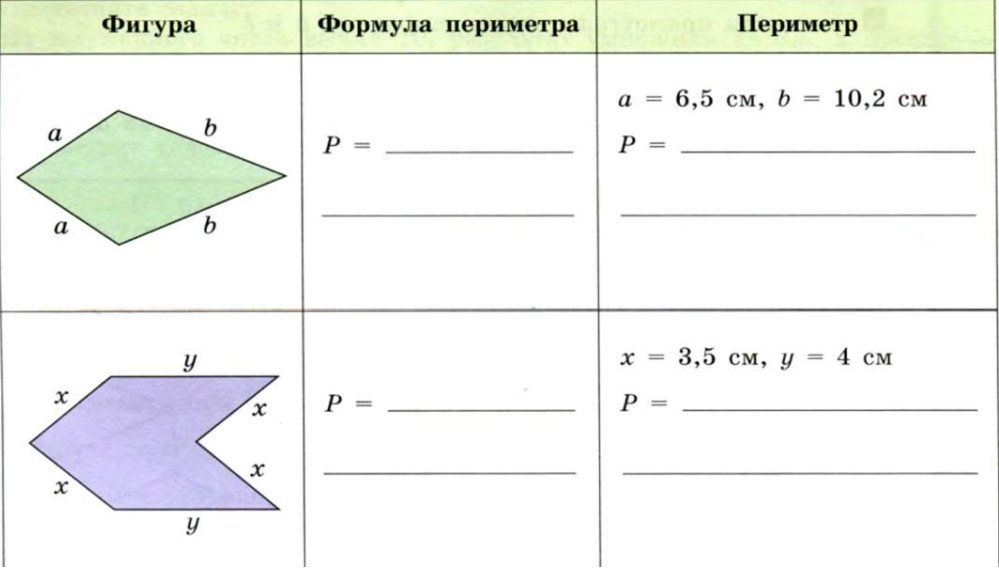 Фигура
Формула периметра
Периметр
a
b
a
b
P =
a = 6,5 см, b = 10,2 см
P =
y
x
x
x
x
y
P =
x = 3,5 см, y = 4 см
P =